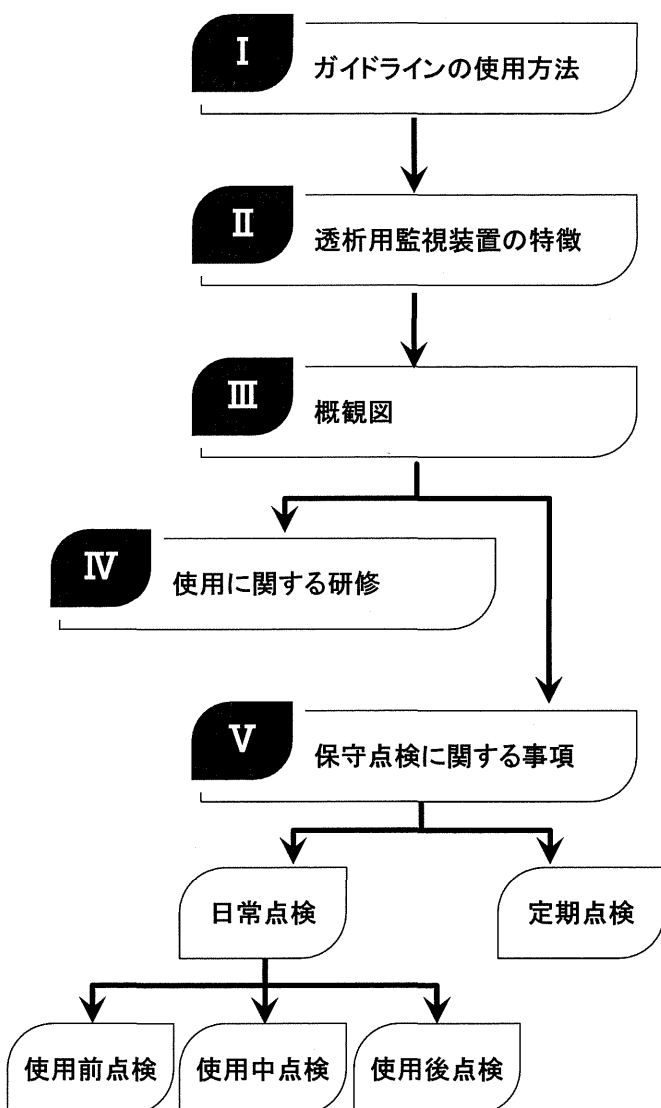 Ⅰ
ガイドラインの使用方法
Ⅱ
透析用監視装置の特徴
Ⅲ
概観図
Ⅳ
使用に関する研修
Ⅴ
保守点検に関する事項
日常点検
定期点検
使用前点検
使用中点検
使用後点検